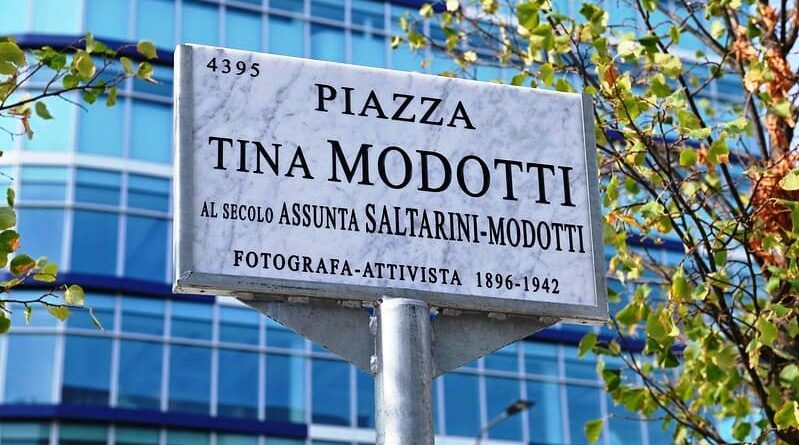 4395
PIAZZA
TINA MODOTTI
AL SECOLO ASSUNTA SALTARINI-MODOTTI
FOTOGRAFA-ATTIVISTA 1896-1942